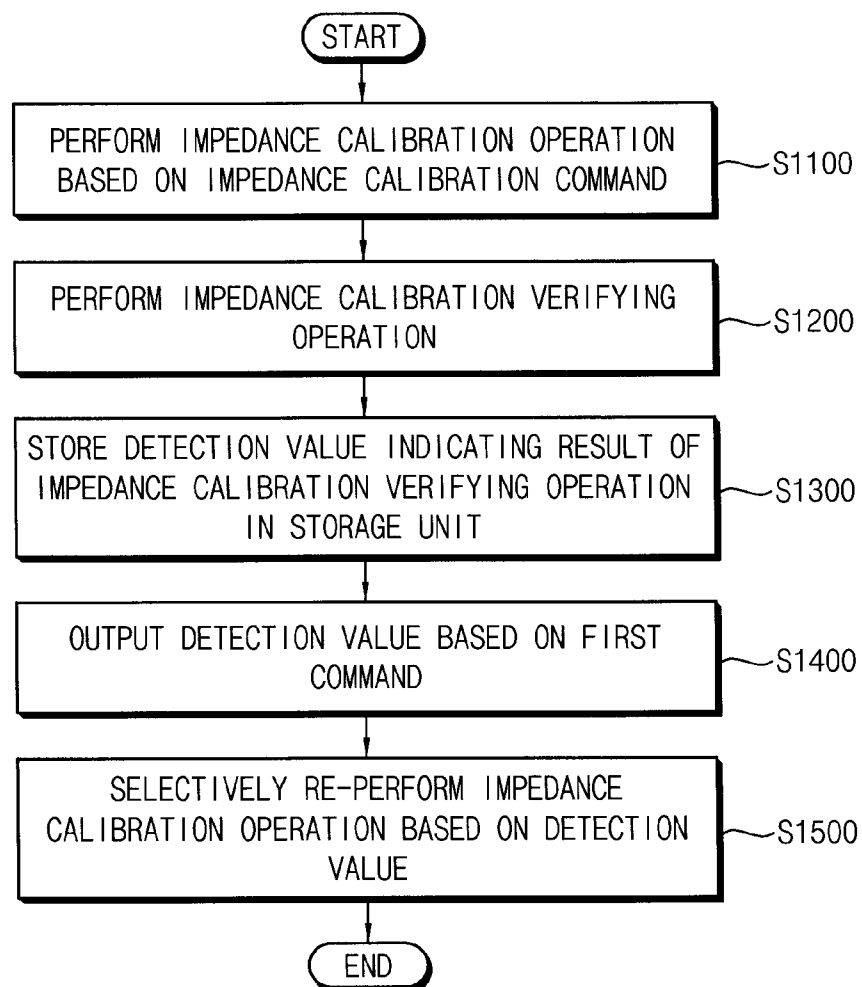 START
PERFORM IMPEDANCE CALIBRATION OPERATION
BASED ON IMPEDANCE CALIBRATION COMMAND
S1100
PERFORM IMPEDANCE CALIBRATION VERIFYING
OPERATION
S1200
STORE DETECTION VALUE INDICATING RESULT OF
IMPEDANCE CALIBRATION VERIFYING OPERATION
IN STORAGE UNIT
S1300
OUTPUT DETECTION VALUE BASED ON FIRST
COMMAND
S1400
SELECTIVELY RE-PERFORM IMPEDANCE
CALIBRATION OPERATION BASED ON DETECTION
VALUE
S1500
END